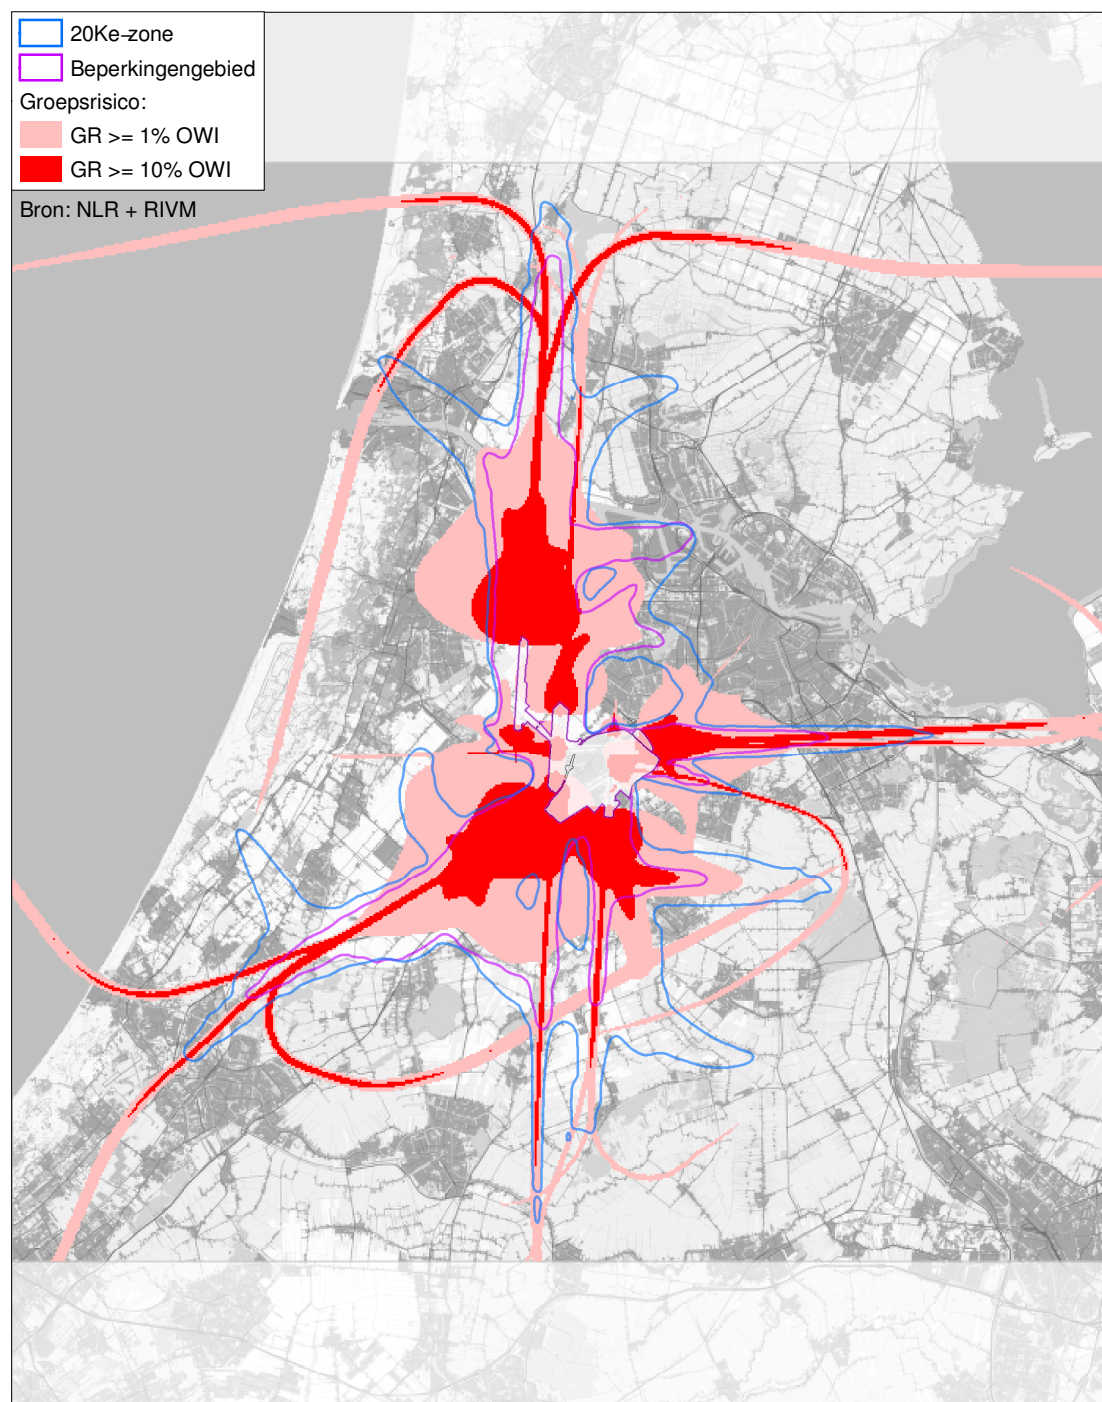 20Ke-zone
Beperkingengebied
Groepsrisico:
GR >= 1% OWI
GR >= 10% OWI
Bron: NLR + RIVM